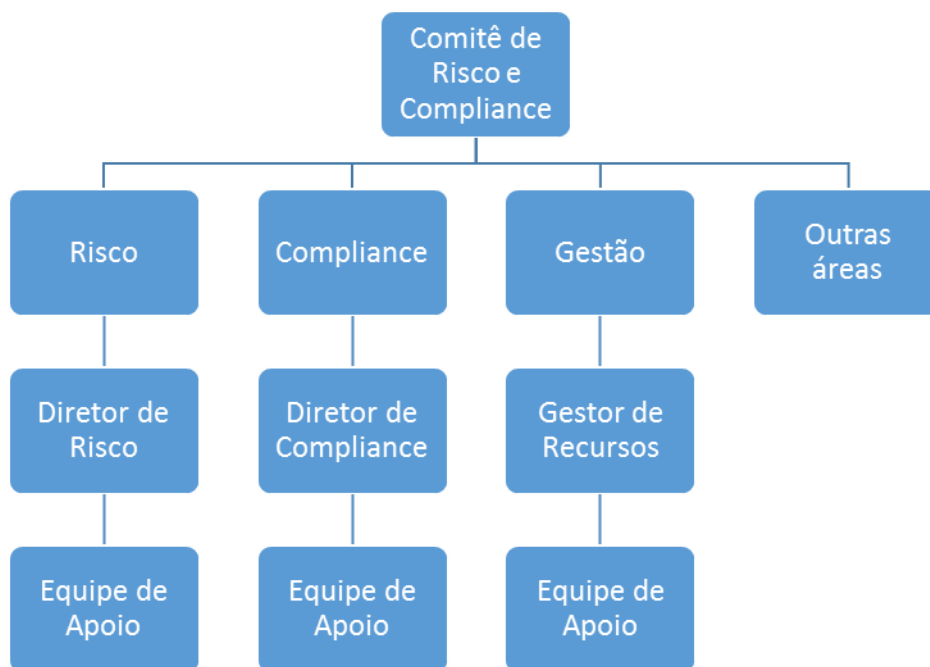 Comitê de
Risco e
Compliance
Risco
Compliance
Gestão
Outras
áreas
Diretor de
Risco
Diretor de
Compliance
Gestor de
Recursos
Equipe de
Apoio
Equipe de
Apoio
Equipe de
Apoio